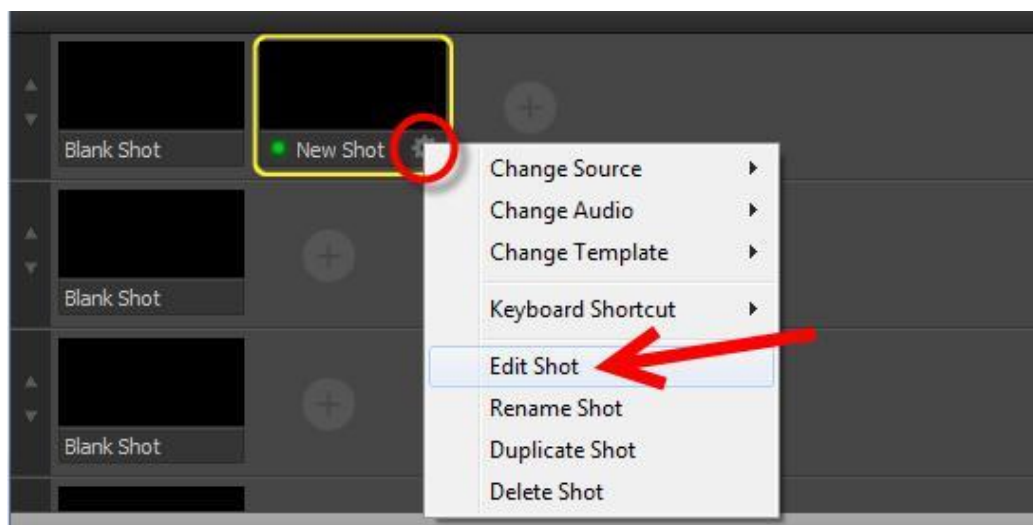 Blank Shot
New Shot
Change Source
Change Audio
Change Template
Keyboard Shortcut
Edit Shot
Rename Shot
Duplicate Shot
Delete Shot
Blank Shot
Blank Shot